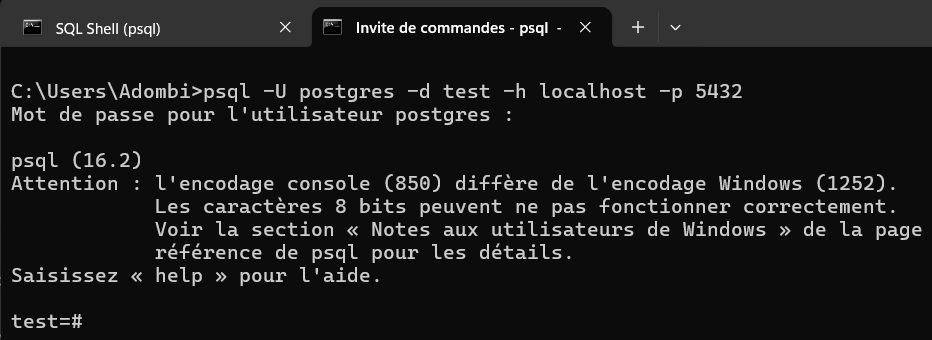 SQL Shell (psql)
Invite de commandes - psql -
C:\Users\Adombi>psql -U postgres -d test -h localhost -p 5432
Mot de passe pour l'utilisateur postgres :
psql (16.2)
Attention : l'encodage console (850) diffère de l'encodage Windows (1252).
Les caractères 8 bits peuvent ne pas fonctionner correctement.
Voir la section « Notes aux utilisateurs de Windows » de la page
référence de psql pour les détails.
Saisissez « help » pour l'aide.
test=#